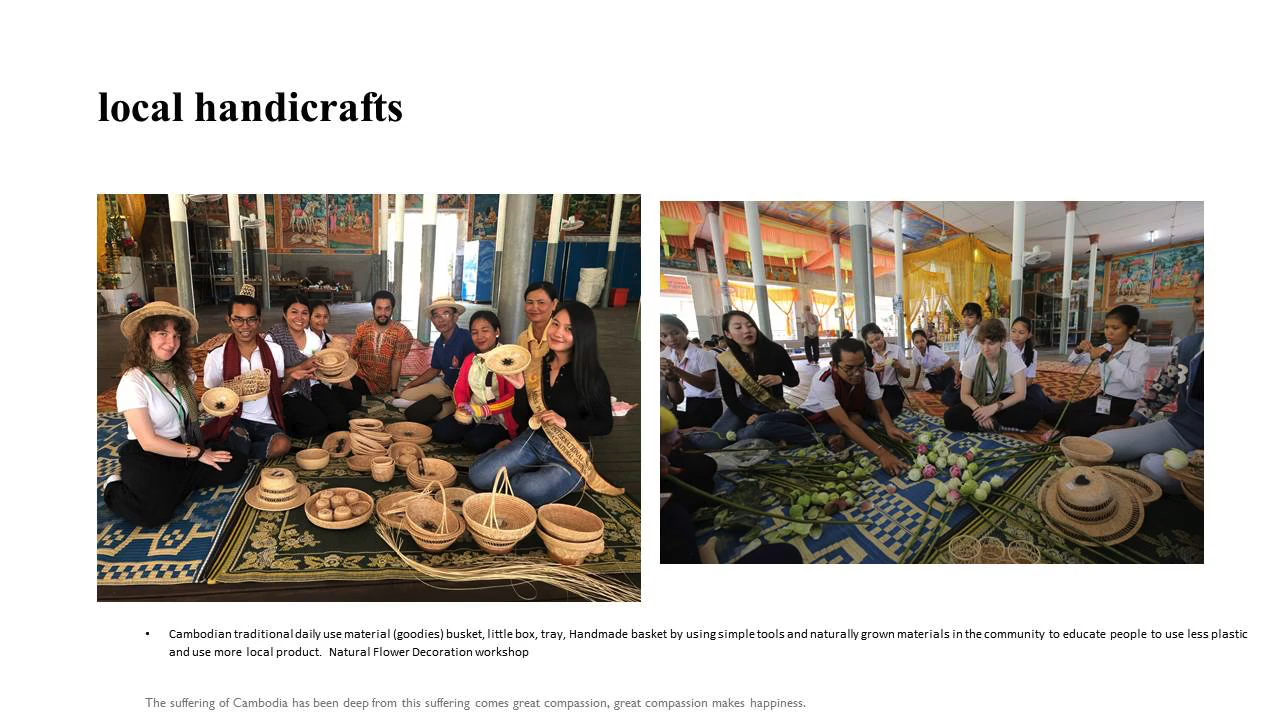 local handicrafts
• Cambodian traditional daily use material (goodies) busket, little box, tray, Handmade basket by using simple tools and naturally grown materials in the community to educate people to use less plastic
and use more local product. Natural Flower Decoration workshop
The suffering of Cambodia has been deep from this suffering comes great compassion, great compassion makes happiness.